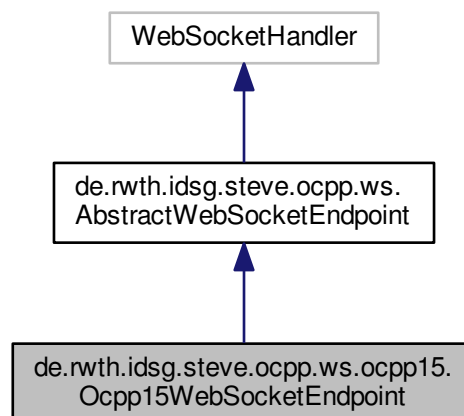 WebSocketHandler
de.rwth.idsg.steve.ocpp.ws.
AbstractWebSocketEndpoint
de.rwth.idsg.steve.ocpp.ws.ocpp15.
Ocpp15WebSocketEndpoint